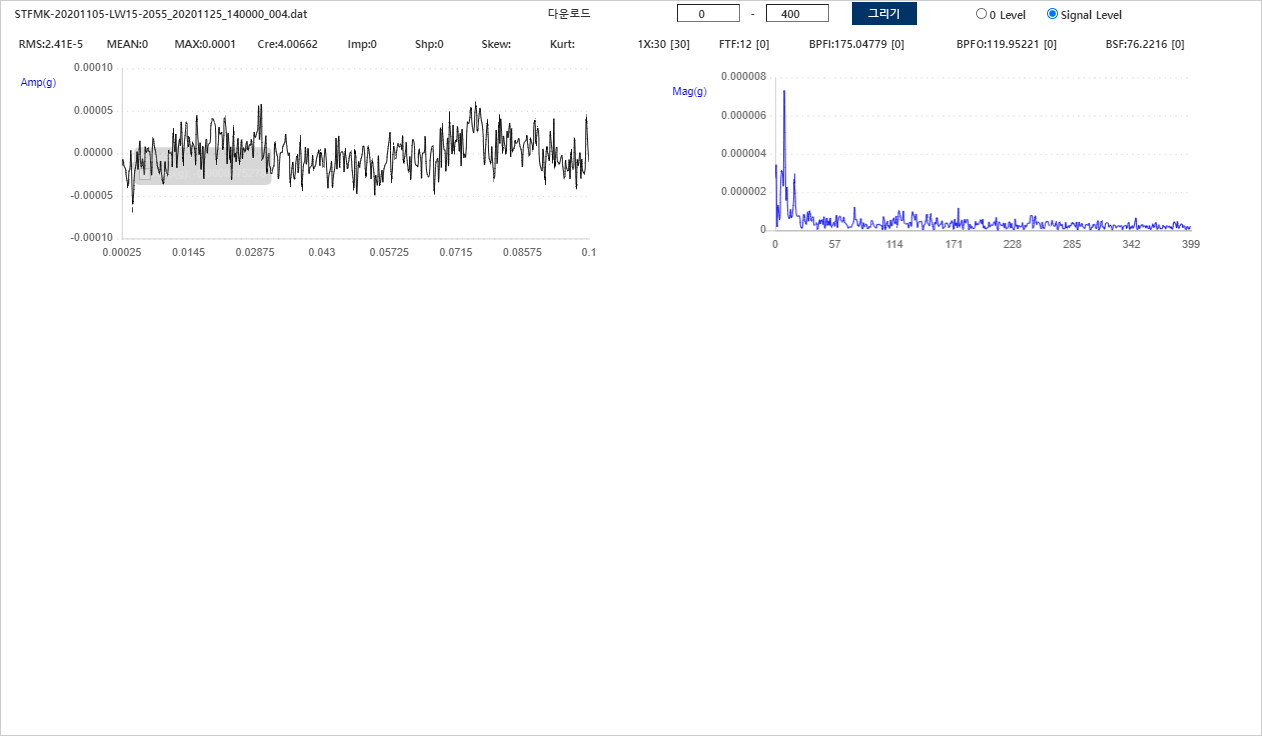 STFMK-20201105-LW15-2055_20201125_140000_004.dat 다운로드 0 - 400 그리기 0 Level Signal Level
RMS:2.41E-5 MEAN:0 MAX:0.0001 Cre:4.00662 Imp:0 Shp:0 Skew: Kurt: 1X:30 [30] FTF:12 [0] BPFI:175.04779 [0] BPFO:119.95221 [0] BSF:76.2216 [0]
Amp(g)
0.00010
0.00005
0.00000
-0.00005
-0.00010
0.00025 0.0145 0.02875 0.043 0.05725 0.0715 0.08575 0.1
Mag(g)
0.000008
0.000006
0.000004
0.000002
0
0 57 114 171 228 285 342 399